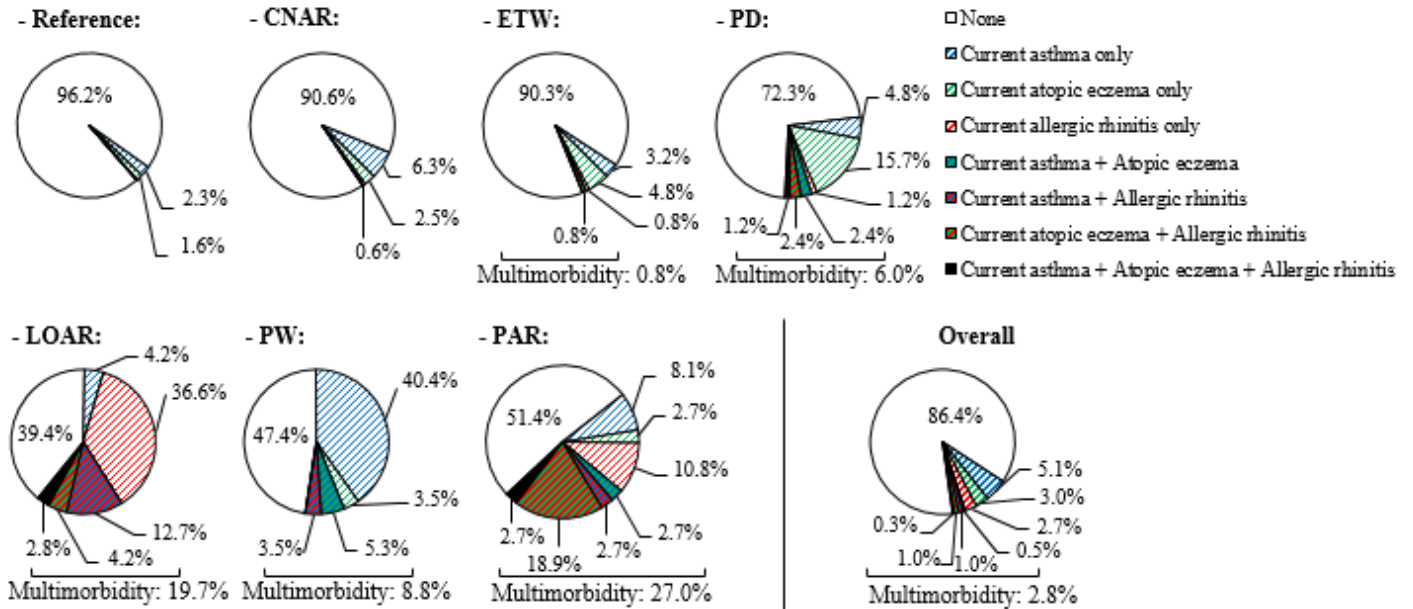 - Reference:
96.2%
2.3%
1.6%
- CNAR:
90.6%
6.3%
2.5%
0.6%
- ETW:
90.3%
3.2%
4.8%
0.8%
0.8%
Multimorbidity: 0.8%
- PD:
72.3%
4.8%
15.7%
1.2%
2.4%
2.4%
1.2%
Multimorbidity: 6.0%
None
Current asthma only
Current atopic eczema only
Current allergic rhinitis only
Current asthma + Atopic eczema
Current asthma + Allergic rhinitis
Current atopic eczema + Allergic rhinitis
Current asthma + Atopic eczema + Allergic rhinitis
- LOAR:
4.2%
36.6%
39.4%
12.7%
4.2%
2.8%
Multimorbidity: 19.7%
- PW:
40.4%
47.4%
3.5%
5.3%
3.5%
Multimorbidity: 8.8%
- PAR:
51.4%
8.1%
2.7%
10.8%
2.7%
2.7%
18.9%
2.7%
Multimorbidity: 27.0%
Overall
86.4%
5.1%
3.0%
2.7%
0.5%
1.0%
1.0%
0.3%
Multimorbidity: 2.8%